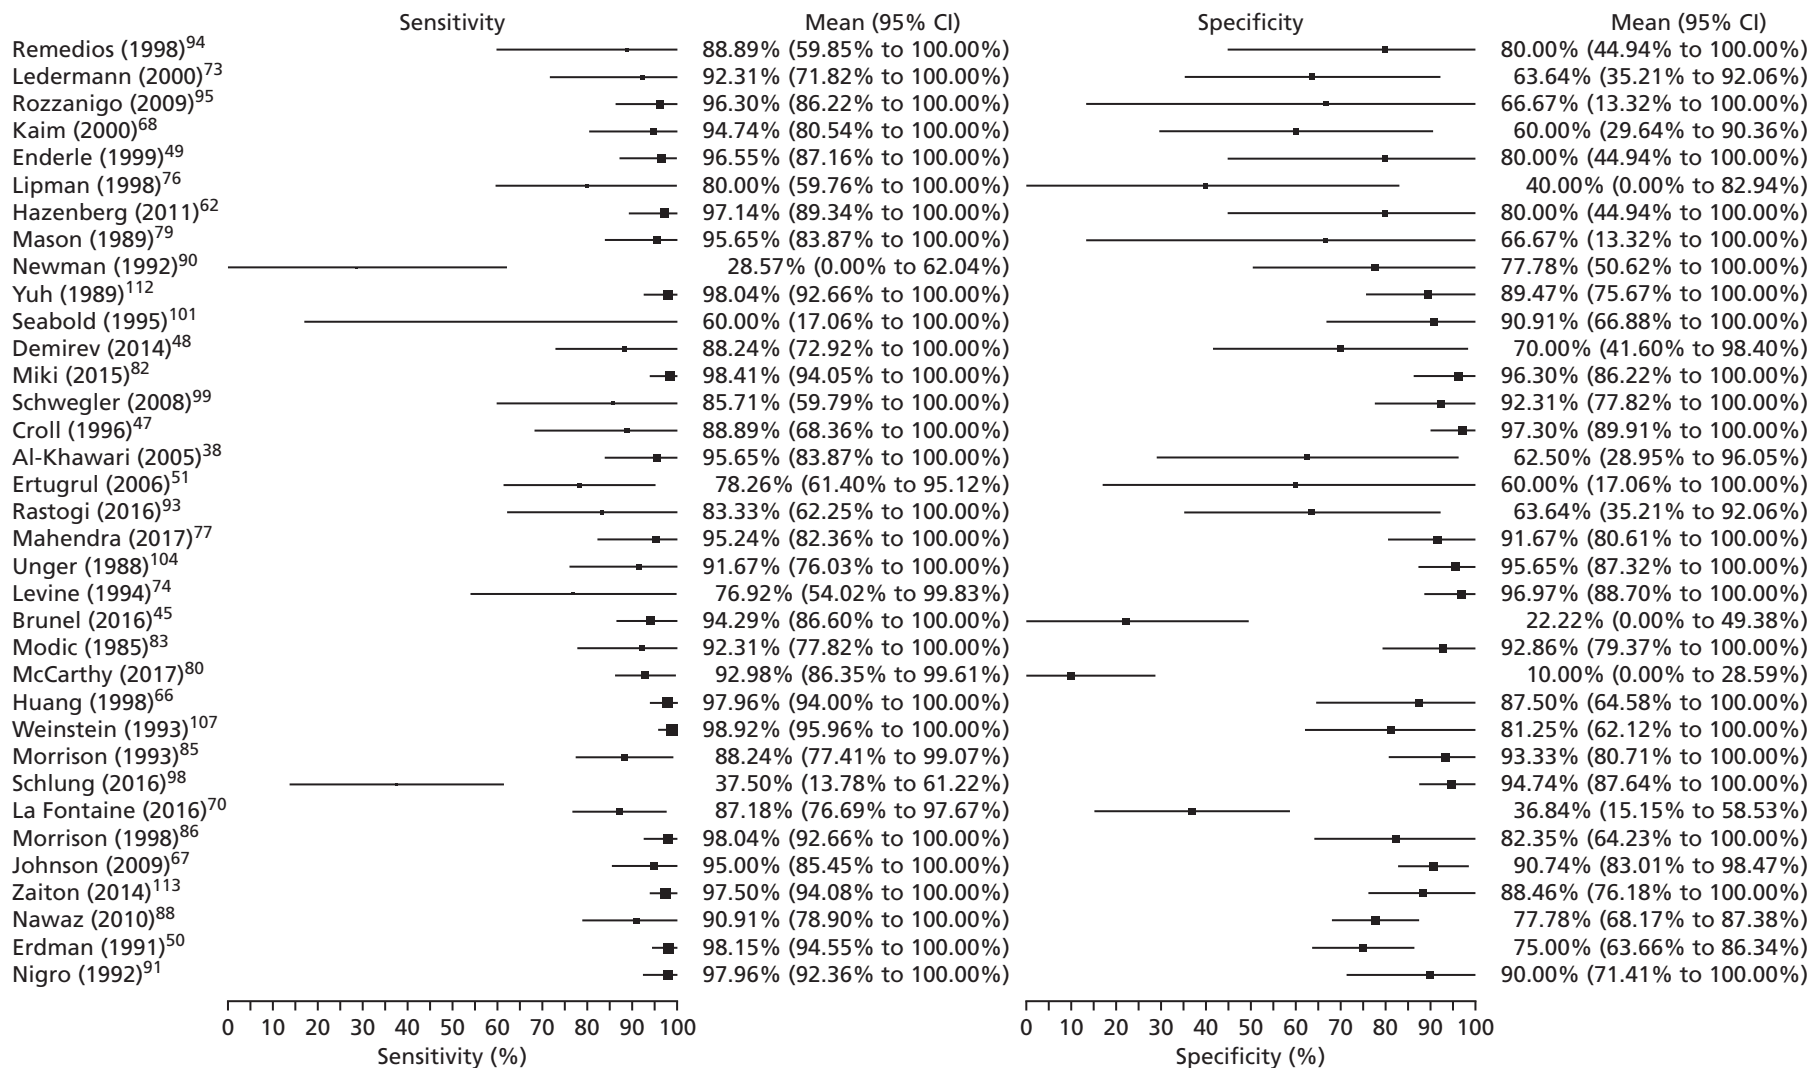 Sensitivity Mean (95% CI) Specificity Mean (95% CI)
Remedios (1998)94 88.89% (59.85% to 100.00%) 80.00% (44.94% to 100.00%)
Ledermann (2000)73 92.31% (71.82% to 100.00%) 63.64% (35.21% to 92.06%)
Rozzanigo (2009)95 96.30% (86.22% to 100.00%) 66.67% (13.32% to 100.00%)
Kaim (2000)68 94.74% (80.54% to 100.00%) 60.00% (29.64% to 90.36%)
Enderle (1999)49 96.55% (87.16% to 100.00%) 80.00% (44.94% to 100.00%)
Lipman (1998)76 80.00% (59.76% to 100.00%) 40.00% (0.00% to 82.94%)
Hazenberg (2011)62 97.14% (89.34% to 100.00%) 80.00% (44.94% to 100.00%)
Mason (1989)79 95.65% (83.87% to 100.00%) 66.67% (13.32% to 100.00%)
Newman (1992)90 28.57% (0.00% to 62.04%) 77.78% (50.62% to 100.00%)
Yuh (1989)112 98.04% (92.66% to 100.00%) 89.47% (75.67% to 100.00%)
Seabold (1995)101 60.00% (17.06% to 100.00%) 90.91% (66.88% to 100.00%)
Demirev (2014)48 88.24% (72.92% to 100.00%) 70.00% (41.60% to 98.40%)
Miki (2015)82 98.41% (94.05% to 100.00%) 96.30% (86.22% to 100.00%)
Schwegler (2008)99 85.71% (59.79% to 100.00%) 92.31% (77.82% to 100.00%)
Croll (1996)47 88.89% (68.36% to 100.00%) 97.30% (89.91% to 100.00%)
Al-Khawari (2005)38 95.65% (83.87% to 100.00%) 62.50% (28.95% to 96.05%)
Ertugrul (2006)51 78.26% (61.40% to 95.12%) 60.00% (17.06% to 100.00%)
Rastogi (2016)93 83.33% (62.25% to 100.00%) 63.64% (35.21% to 92.06%)
Mahendra (2017)77 95.24% (82.36% to 100.00%) 91.67% (80.61% to 100.00%)
Unger (1988)104 91.67% (76.03% to 100.00%) 95.65% (87.32% to 100.00%)
Levine (1994)74 76.92% (54.02% to 99.83%) 96.97% (88.70% to 100.00%)
Brunel (2016)45 94.29% (86.60% to 100.00%) 22.22% (0.00% to 49.38%)
Modic (1985)83 92.31% (77.82% to 100.00%) 92.86% (79.37% to 100.00%)
McCarthy (2017)80 92.98% (86.35% to 99.61%) 10.00% (0.00% to 28.59%)
Huang (1998)66 97.96% (94.00% to 100.00%) 87.50% (64.58% to 100.00%)
Weinstein (1993)107 98.92% (95.96% to 100.00%) 81.25% (62.12% to 100.00%)
Morrison (1993)85 88.24% (77.41% to 99.07%) 93.33% (80.71% to 100.00%)
Schlung (2016)98 37.50% (13.78% to 61.22%) 94.74% (87.64% to 100.00%)
La Fontaine (2016)70 87.18% (76.69% to 97.67%) 36.84% (15.15% to 58.53%)
Morrison (1998)86 98.04% (92.66% to 100.00%) 82.35% (64.23% to 100.00%)
Johnson (2009)67 95.00% (85.45% to 100.00%) 90.74% (83.01% to 98.47%)
Zaiton (2014)113 97.50% (94.08% to 100.00%) 88.46% (76.18% to 100.00%)
Nawaz (2010)88 90.91% (78.90% to 100.00%) 77.78% (68.17% to 87.38%)
Erdman (1991)50 98.15% (94.55% to 100.00%) 75.00% (63.66% to 86.34%)
Nigro (1992)91 97.96% (92.36% to 100.00%) 90.00% (71.41% to 100.00%)
0 10 20 30 40 50 60 70 80 90 100 0 10 20 30 40 50 60 70 80 90 100
Sensitivity (%) Specificity (%)